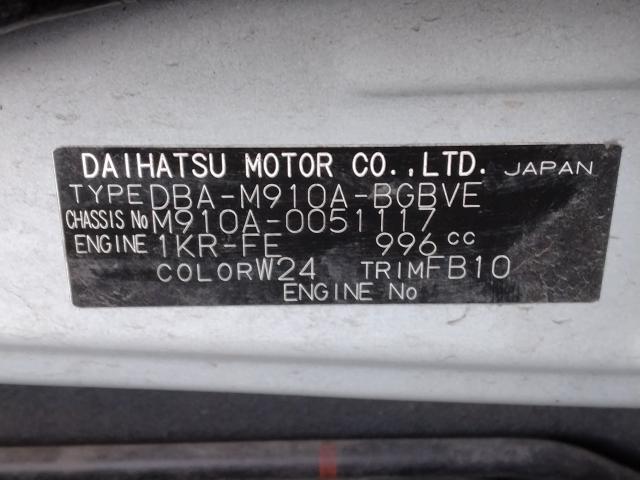 DAIHATSU MOTOR CO.,LTD. JAPAN
TYPE DBA-M910A-BGBVE
CHASSIS No M910A-0051117
ENGINE 1KR-FE 996 cc
COLOR W24 TRIM FB10
ENGINE No